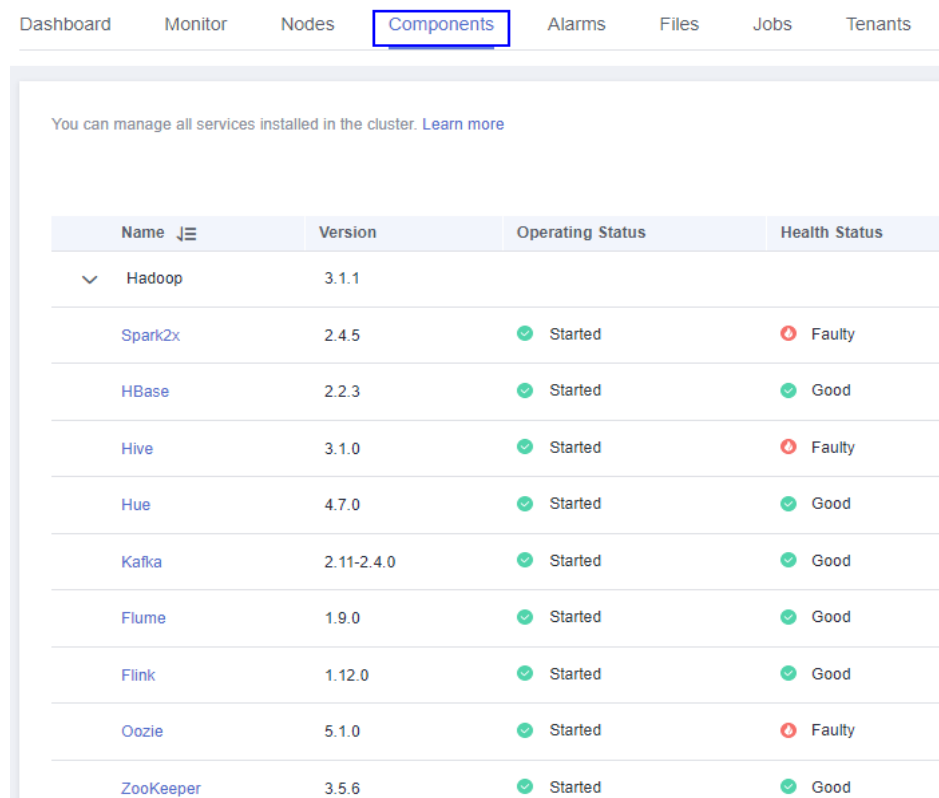 Dashboard Monitor Nodes Components Alarms Files Jobs Tenants
You can manage all services installed in the cluster. Learn more
Name Version Operating Status Health Status
Hadoop 3.1.1
Spark2x 2.4.5 Started Faulty
HBase 2.2.3 Started Good
Hive 3.1.0 Started Faulty
Hue 4.7.0 Started Good
Kafka 2.11-2.4.0 Started Good
Flume 1.9.0 Started Good
Flink 1.12.0 Started Good
Oozie 5.1.0 Started Faulty
ZooKeeper 3.5.6 Started Good